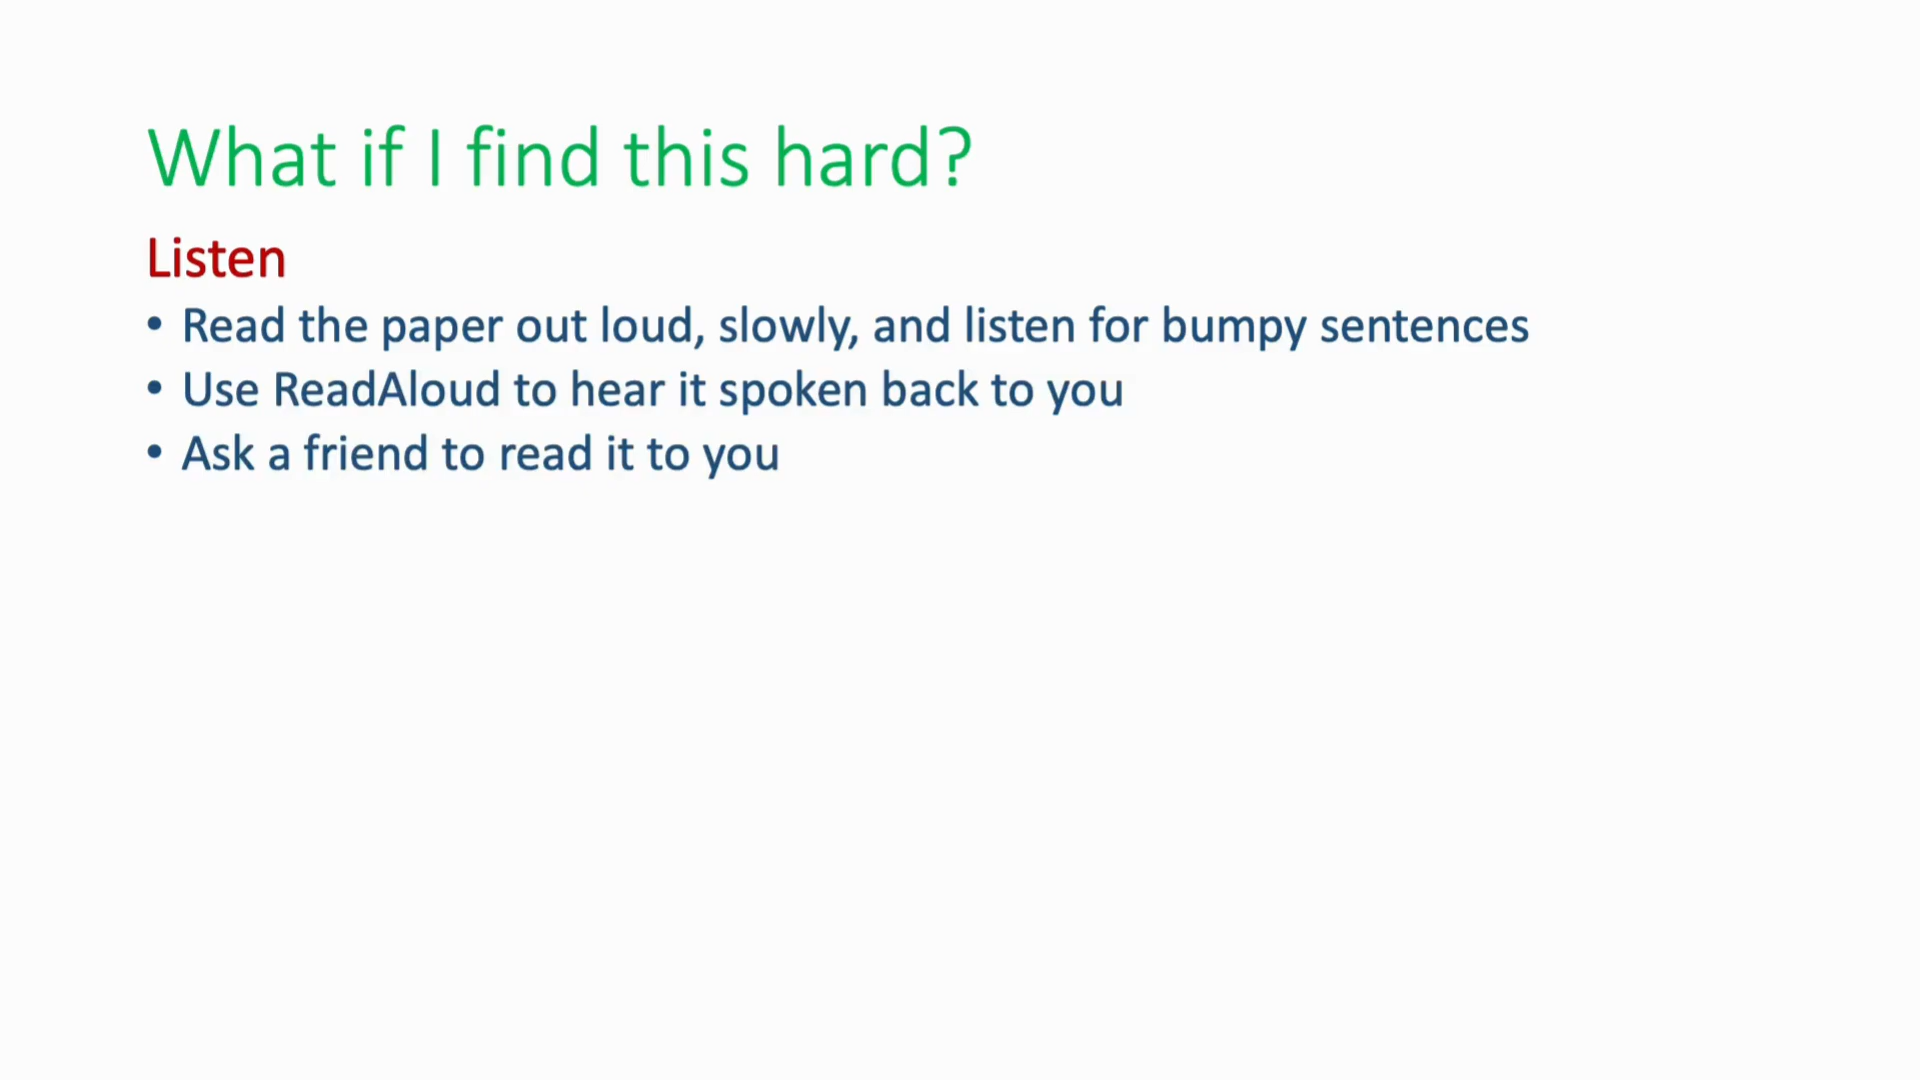 What if I find this hard?
Listen
• Read the paper out loud, slowly, and listen for bumpy sentences
• Use ReadAloud to hear it spoken back to you
• Ask a friend to read it to you